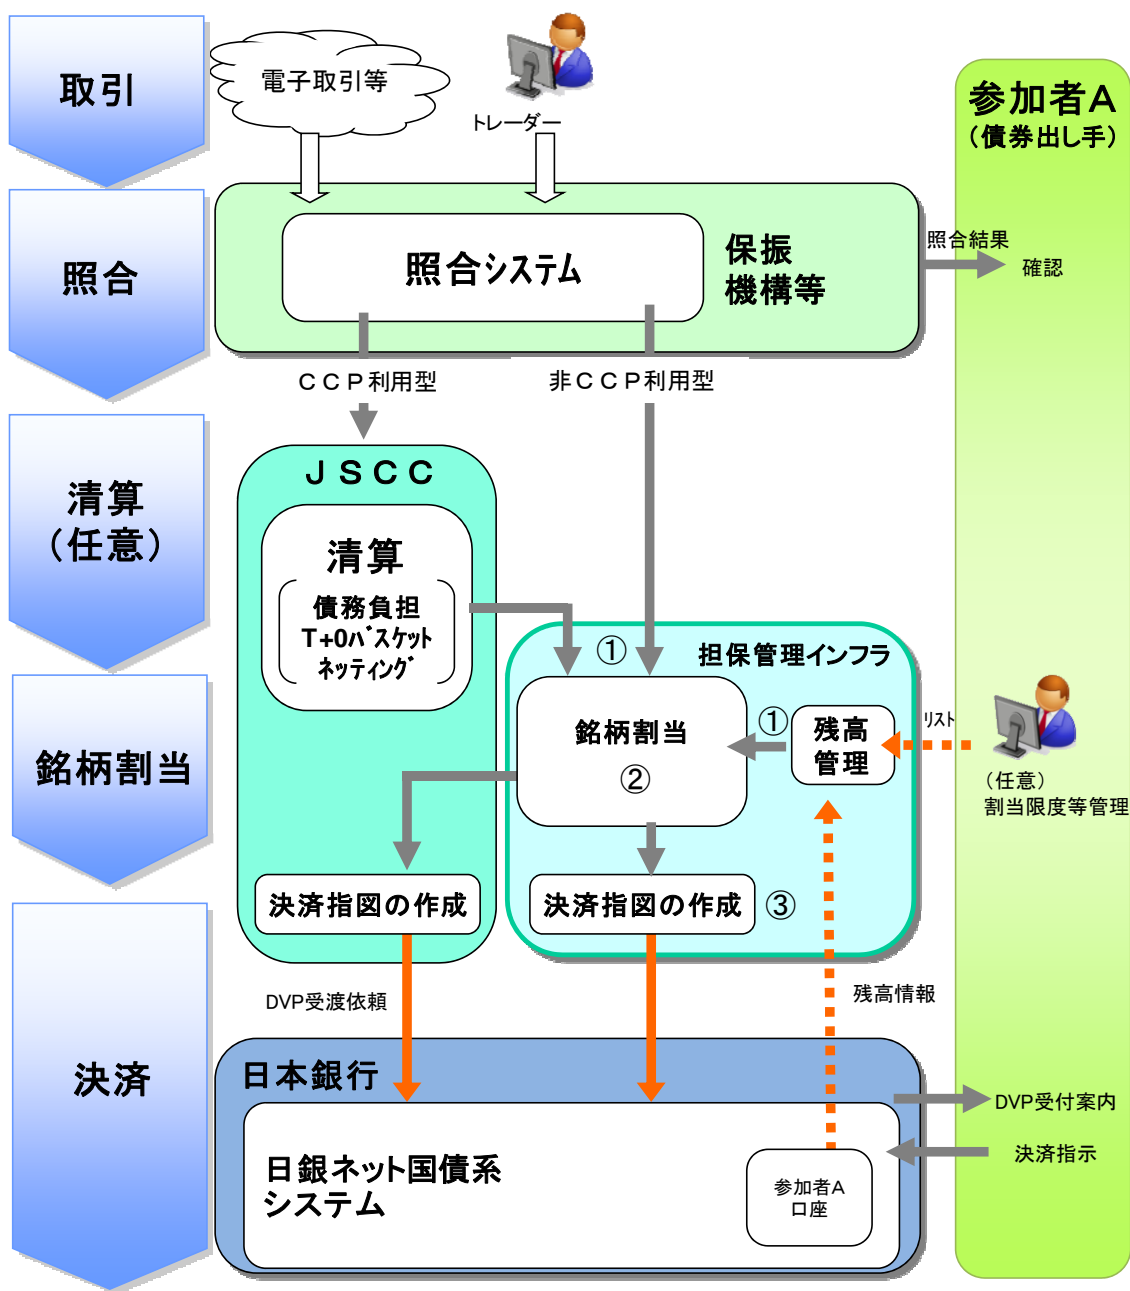 取引
電子取引等
トレーダー
参加者A
（債券出し手）
照合
照合システム
保振
機構等
照合結果
確認
ＣＣＰ利用型
非ＣＣＰ利用型
清算
（任意）
ＪＳＣＣ
清算
債務負担
T+0ﾊﾞｽｹｯﾄ
ﾈｯﾃｨﾝｸﾞ
①
担保管理インフラ
銘柄割当
銘柄割当
②
①
残高
管理
リスト
（任意）
割当限度等管理
決済指図の作成
決済指図の作成
③
DVP受渡依頼
残高情報
決済
日本銀行
日銀ネット国債系
システム
参加者A
口座
DVP受付案内
決済指示